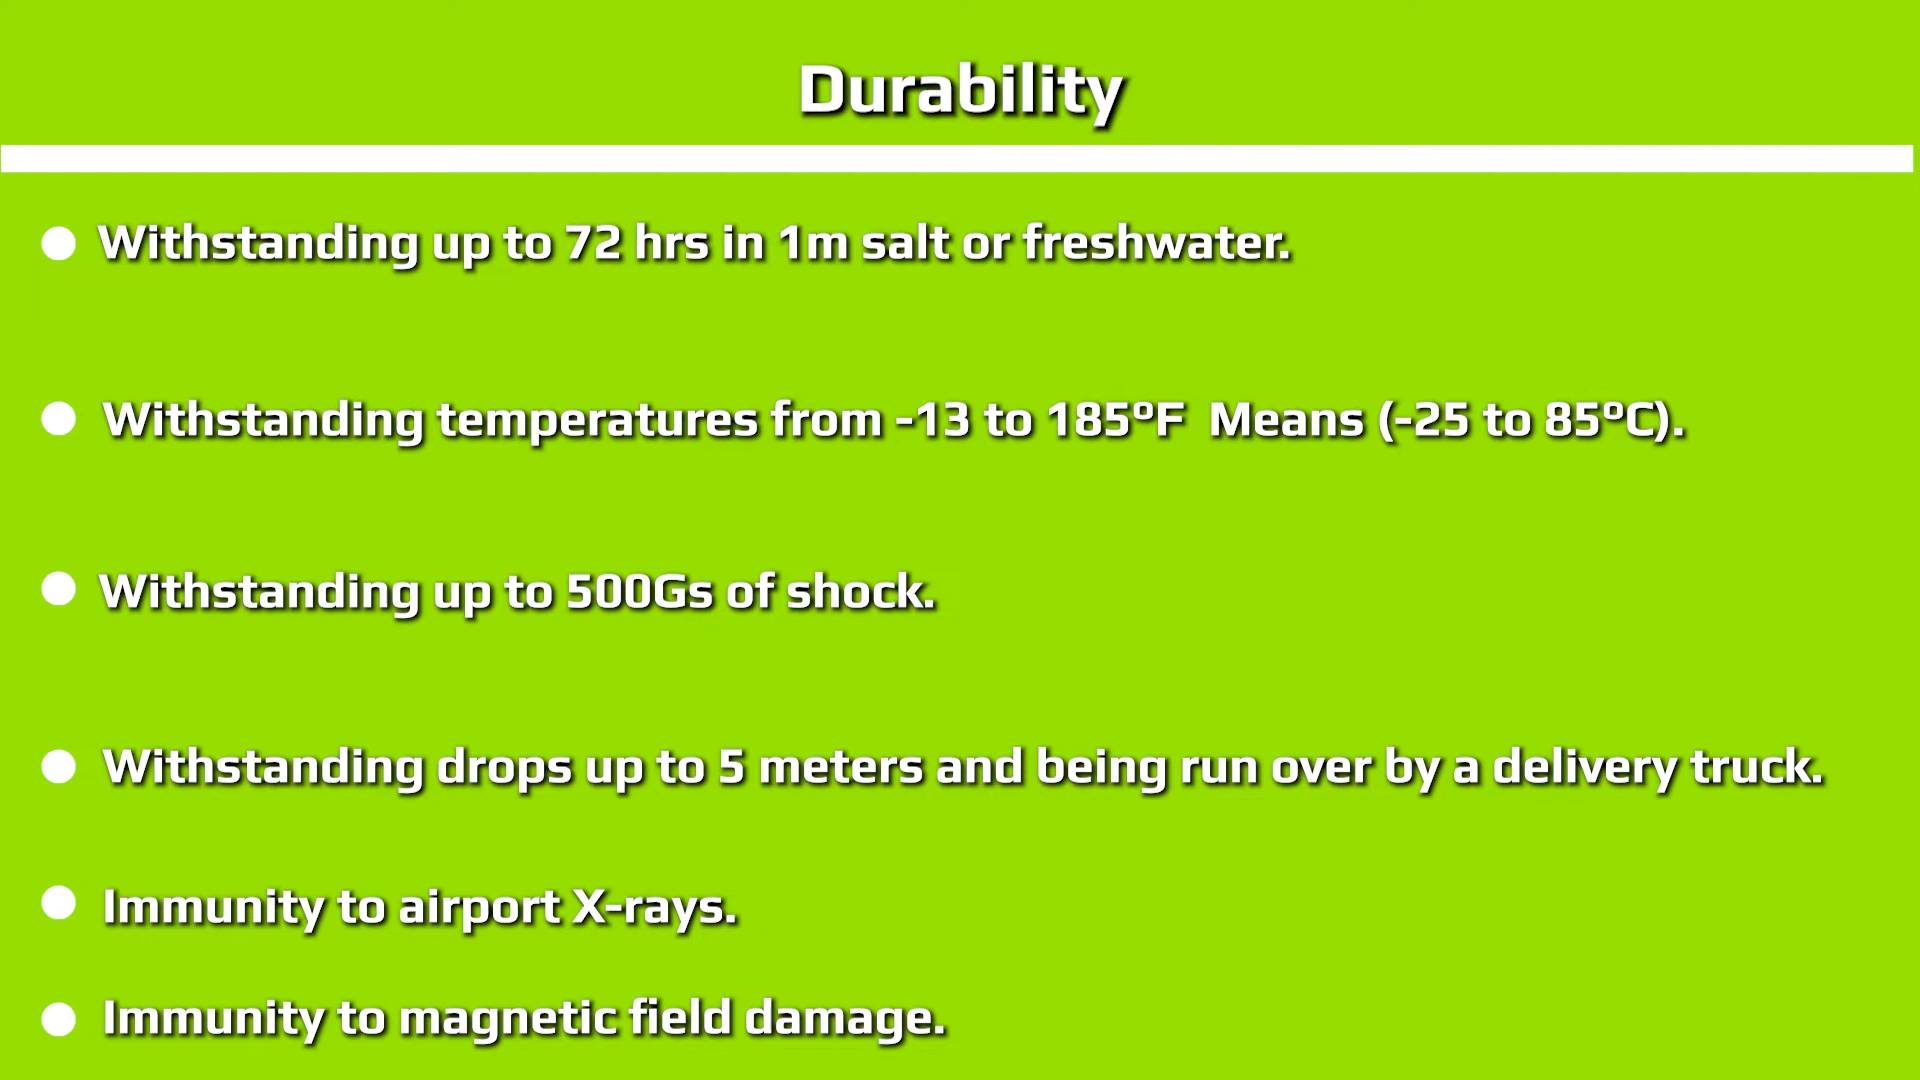 Durability
Withstanding up to 72 hrs in 1m salt or freshwater.
Withstanding temperatures from -13 to 185ºF Means (-25 to 85ºC).
Withstanding up to 500Gs of shock.
Withstanding drops up to 5 meters and being run over by a delivery truck.
Immunity to airport X-rays.
Immunity to magnetic field damage.